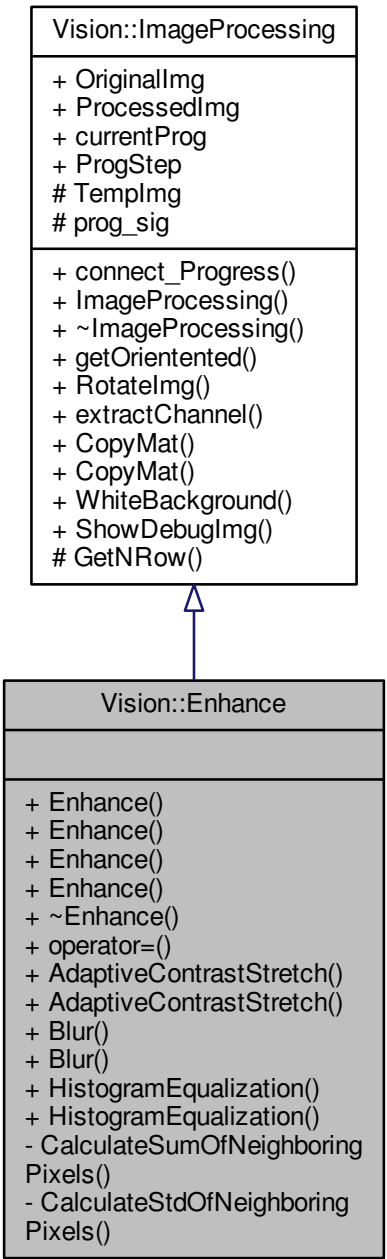 Vision::ImageProcessing
+ OriginalImg
+ ProcessedImg
+ currentProg
+ ProgStep
# TempImg
# prog_sig
+ connect_Progress()
+ ImageProcessing()
+ ~ImageProcessing()
+ getOrientented()
+ RotateImg()
+ extractChannel()
+ CopyMat()
+ CopyMat()
+ WhiteBackground()
+ ShowDebugImg()
# GetNRow()
Vision::Enhance
+ Enhance()
+ Enhance()
+ Enhance()
+ Enhance()
+ ~Enhance()
+ operator=()
+ AdaptiveContrastStretch()
+ AdaptiveContrastStretch()
+ Blur()
+ Blur()
+ HistogramEqualization()
+ HistogramEqualization()
- CalculateSumOfNeighboring
Pixels()
- CalculateStdOfNeighboring
Pixels()